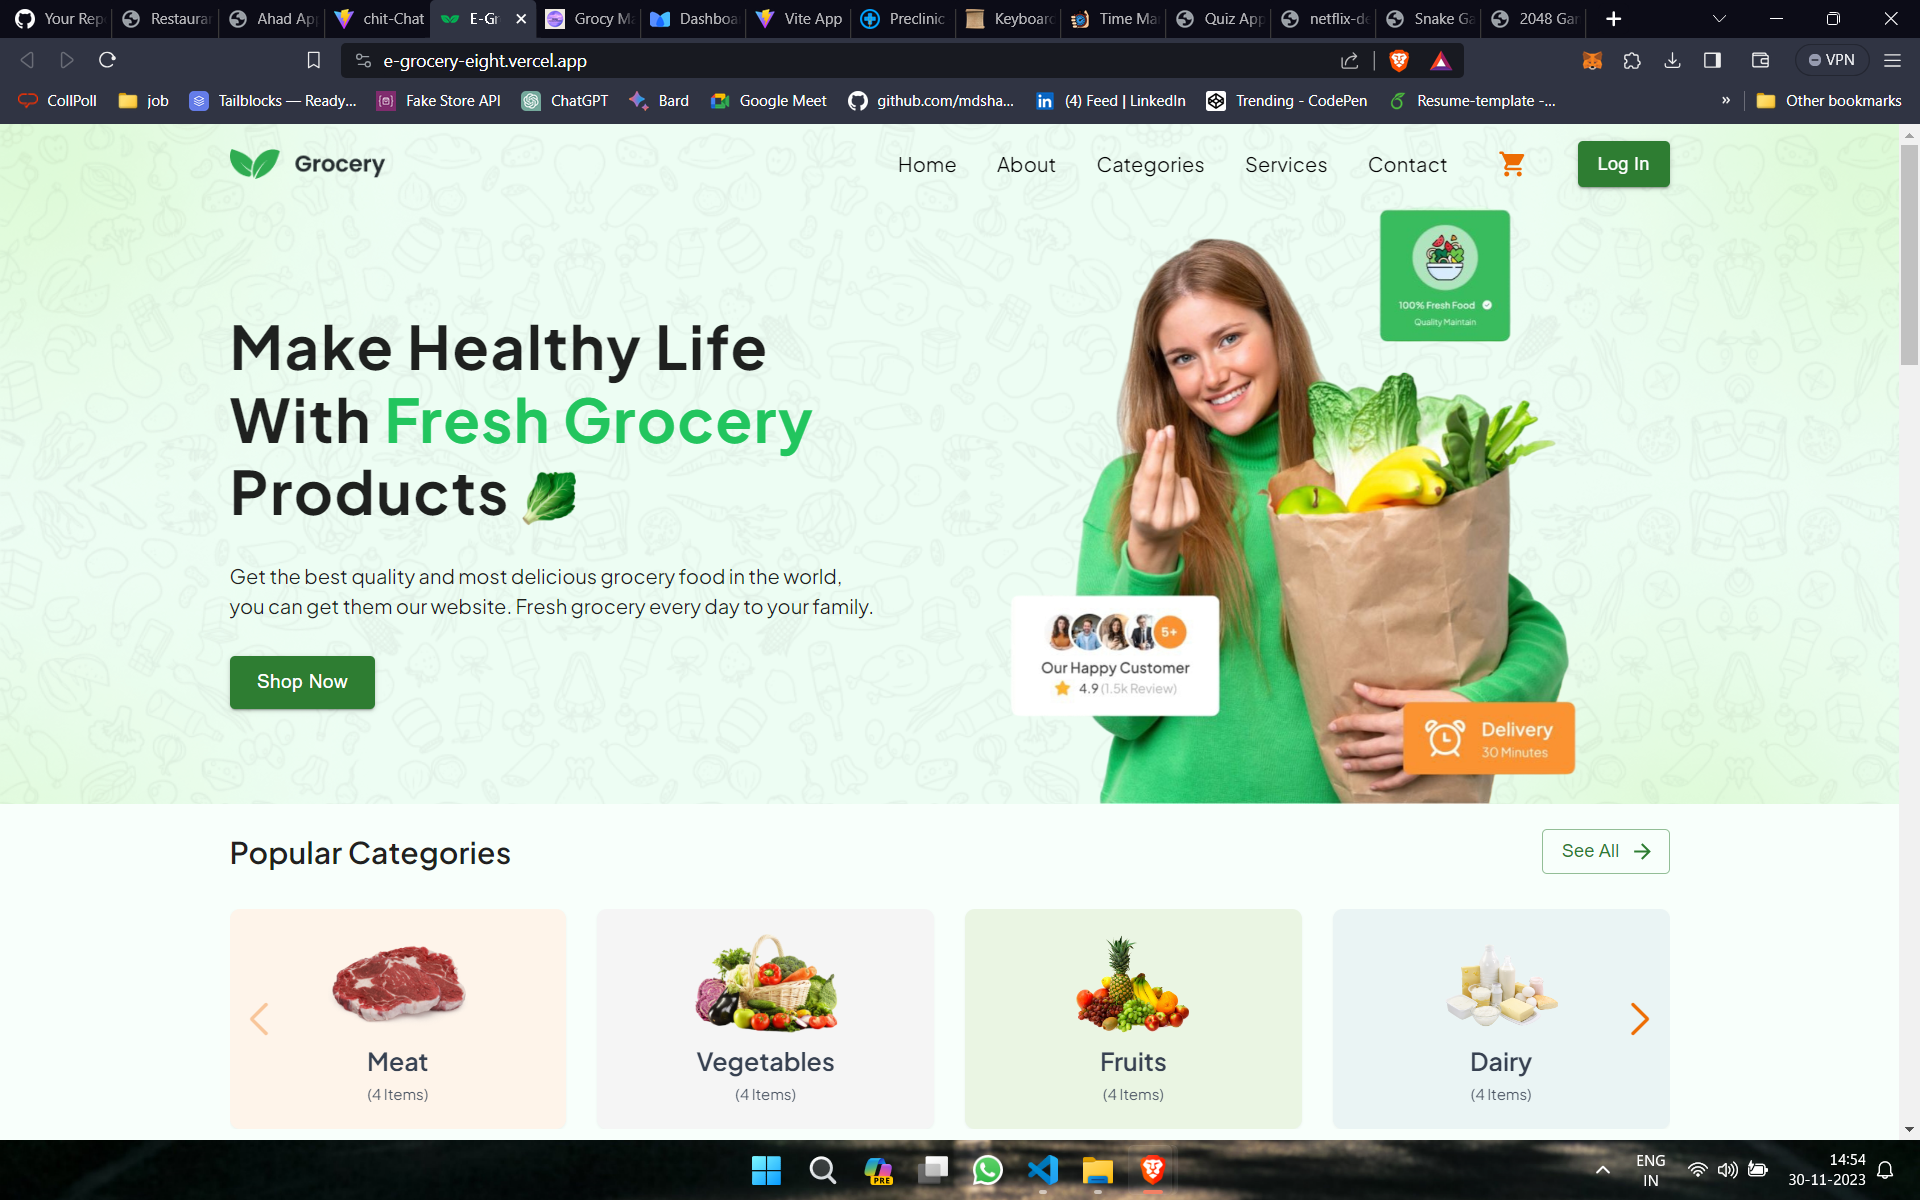 Your Rep
Restaurar
Ahad Ap
chit-Chat
E-Gr
Grocy Ma
Dashboa
Vite App
Preclinic
Keyboard
Time Ma
Quiz App
netflix-de
Snake Ga
2048 Gar
e-grocery-eight.vercel.app
VPN
CollPoll
job
Tailblocks — Ready...
Fake Store API
ChatGPT
Bard
Google Meet
github.com/mdsha...
(4) Feed | LinkedIn
Trending - CodePen
Resume-template -...
»
Other bookmarks
Grocery
Home
About
Categories
Services
Contact
Log In
100% Fresh Food
Quality Maintain
Make Healthy Life
With Fresh Grocery
Products
Get the best quality and most delicious grocery food in the world,
you can get them our website. Fresh grocery every day to your family.
Shop Now
5+
Our Happy Customer
4.9 (1.5k Review)
Delivery
30 Minutes
Popular Categories
See All
Meat
(4 Items)
Vegetables
(4 Items)
Fruits
(4 Items)
Dairy
(4 Items)
PRE
ENG
IN
14:54
30-11-2023